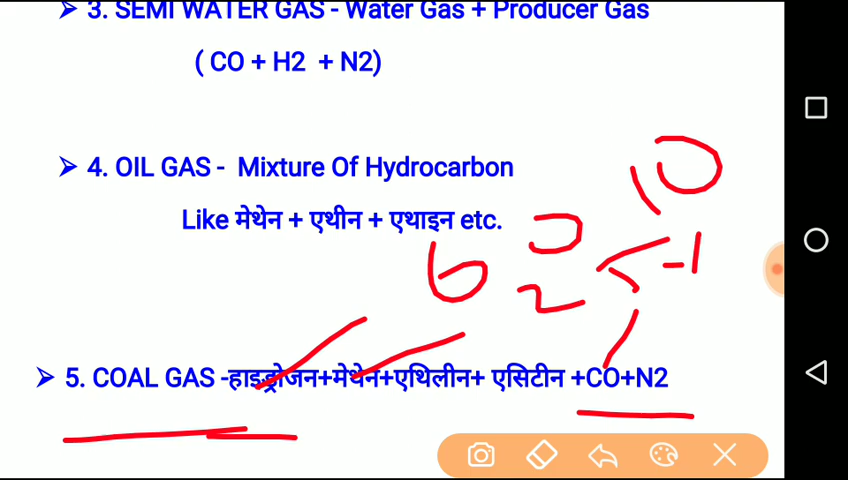 ➢ 3. SEMI WATER GAS - Water Gas + Producer Gas
( CO + H2 + N2)
➢ 4. OIL GAS - Mixture Of Hydrocarbon
Like मेथेन + एथीन + एथाइन etc.
➢ 5. COAL GAS -हाइड्रोजन+मेथेन+एथिलीन+ एसिटीन +CO+N2